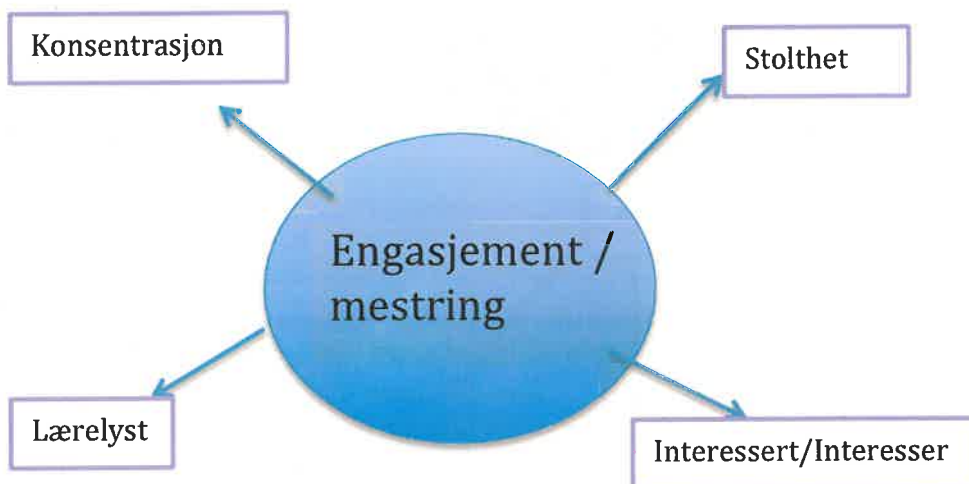 Konsentrasjon
Stolthet
Engasjement /
mestring
Lærelyst
Interessert/Interesser